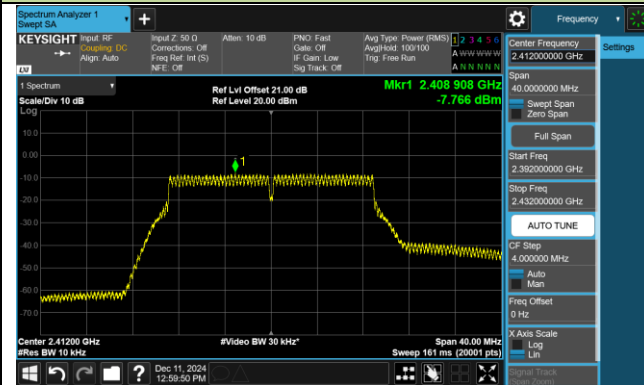 Spectrum Analyzer 1
Swept SA
Frequency
KEYSIGHT
Input: RF
Coupling: DC
Align: Auto
Input Z: 50 Ω
Corrections: Off
Freq Ref: Int (S)
NFE: Off
Atten: 10 dB
PNO: Fast
Gate: Off
IF Gain: Low
Sig Track: Off
Avg Type: Power (RMS)
Avg|Hold: 100/100
Trig: Free Run
1 2 3 4 5 6
A W W W W W
A N N N N N
LXI
1 Spectrum
Scale/Div 10 dB
Ref Lvl Offset 21.00 dB
Ref Level 20.00 dBm
Mkr1 2.408 908 GHz
-7.766 dBm
Log
10.0
0.00
-10.0
-20.0
-30.0
-40.0
-50.0
-60.0
-70.0
1
Center 2.41200 GHz
#Res BW 10 kHz
#Video BW 30 kHz*
Span 40.00 MHz
Sweep 161 ms (20001 pts)
Dec 11, 2024
12:59:50 PM
Settings
Center Frequency
2.412000000 GHz
Span
40.0000000 MHz
Swept Span
Zero Span
Full Span
Start Freq
2.392000000 GHz
Stop Freq
2.432000000 GHz
AUTO TUNE
CF Step
4.000000 MHz
Auto
Man
Freq Offset
0 Hz
X Axis Scale
Log
Lin
Signal Track
(Span Zoom)